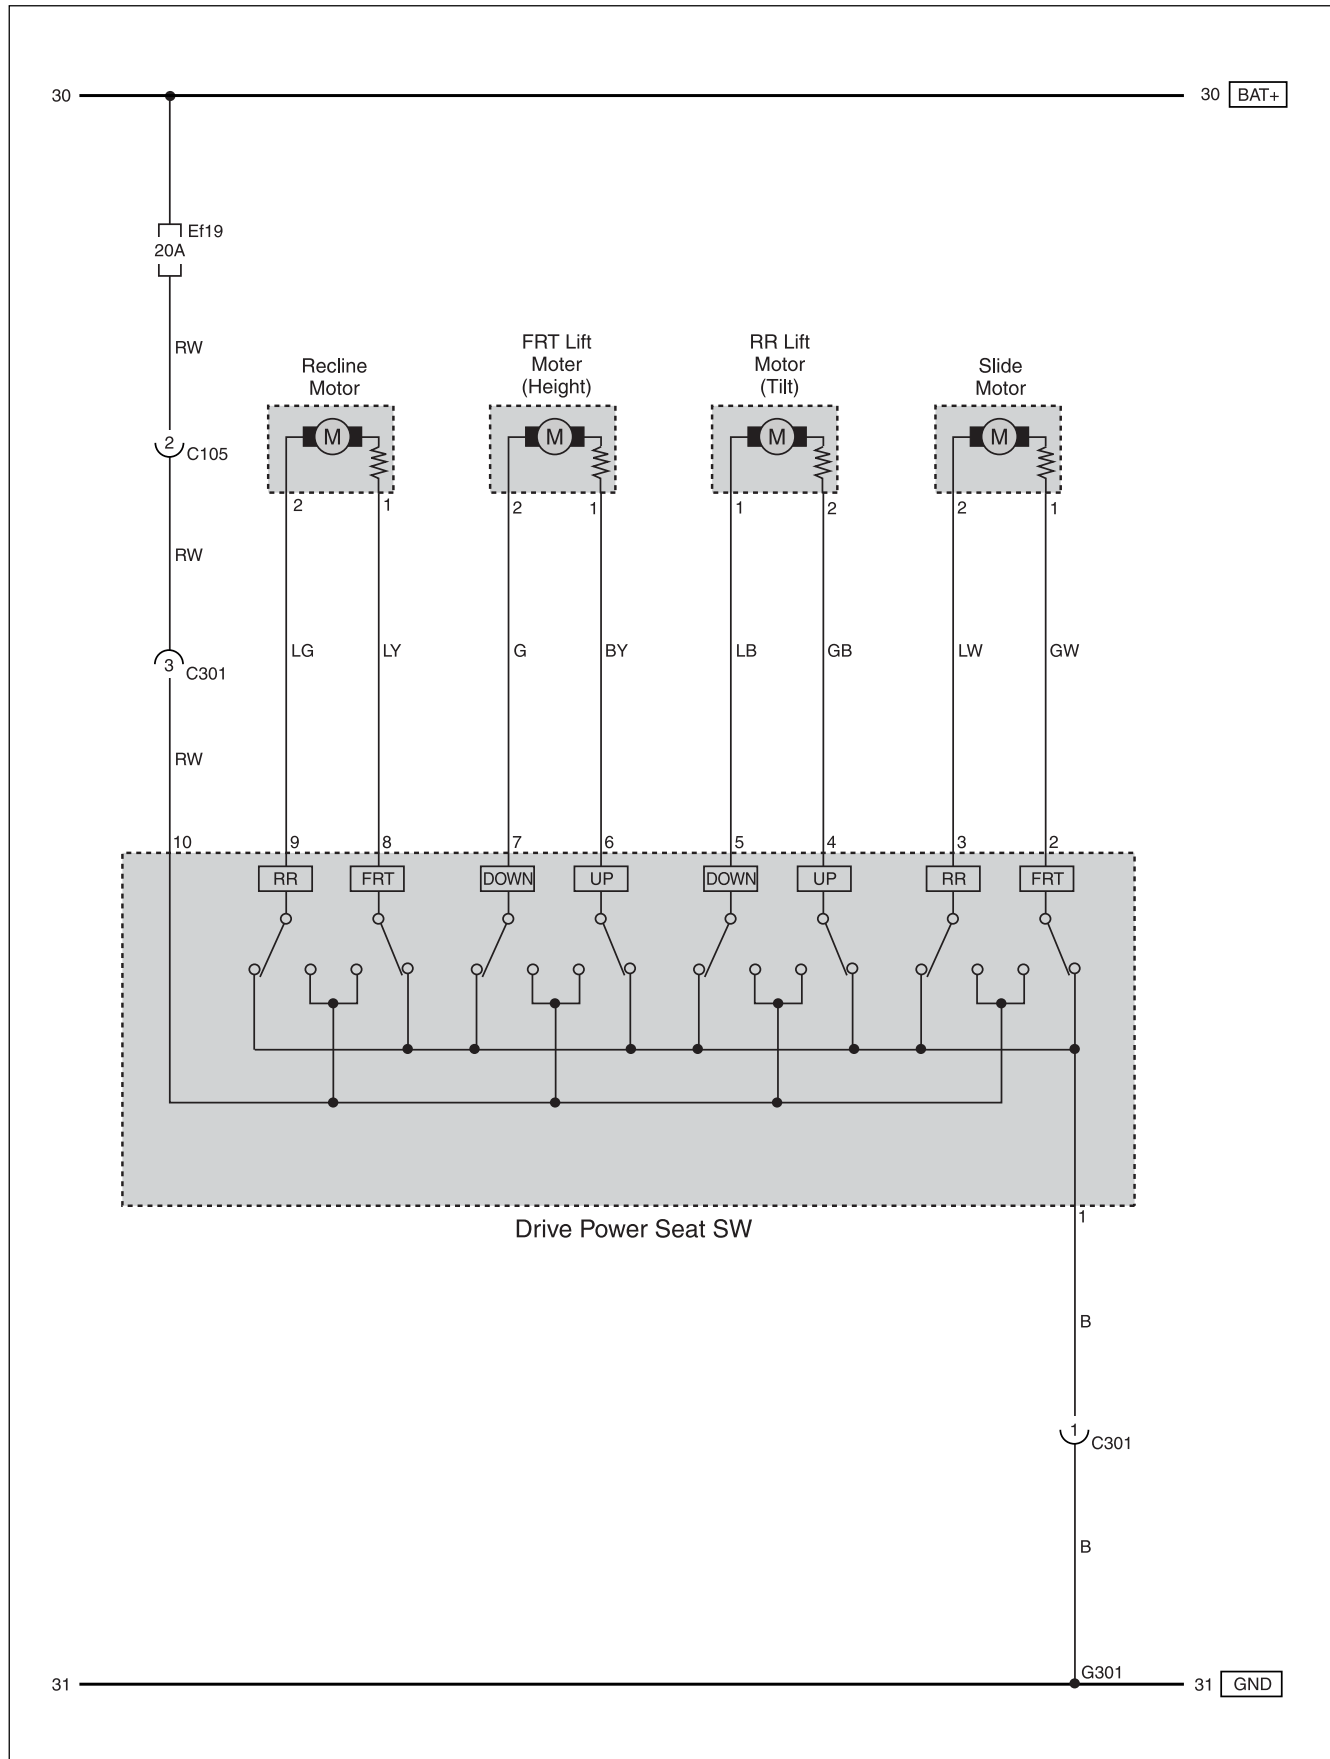 30
30 BAT+
Ef19
20A
RW
FRT Lift
Moter
(Height)
RR Lift
Motor
(Tilt)
Recline
Motor
Slide
Motor
M M M M
2 C105
2 1 2 1 1 2 2 1
RW
LG LY G BY LB GB LW GW
3 C301
RW
10 9 8 7 6 5 4 3 2
RR FRT DOWN UP DOWN UP RR FRT
1
Drive Power Seat SW
B
1 C301
B
G301
31
31 GND